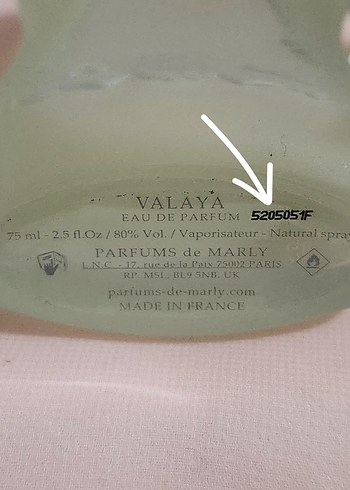 VALAYA
EAU DE PARFUM 5205051F
75 ml - 2.5 fl.Oz / 80% Vol. / Vaporisateur - Natural spray
PARFUMS de MARLY
L.N.C. - 17, rue de la Paix 75002 PARIS
RP. M5L, BL9 5NB, UK
parfums-de-marly.com
MADE IN FRANCE